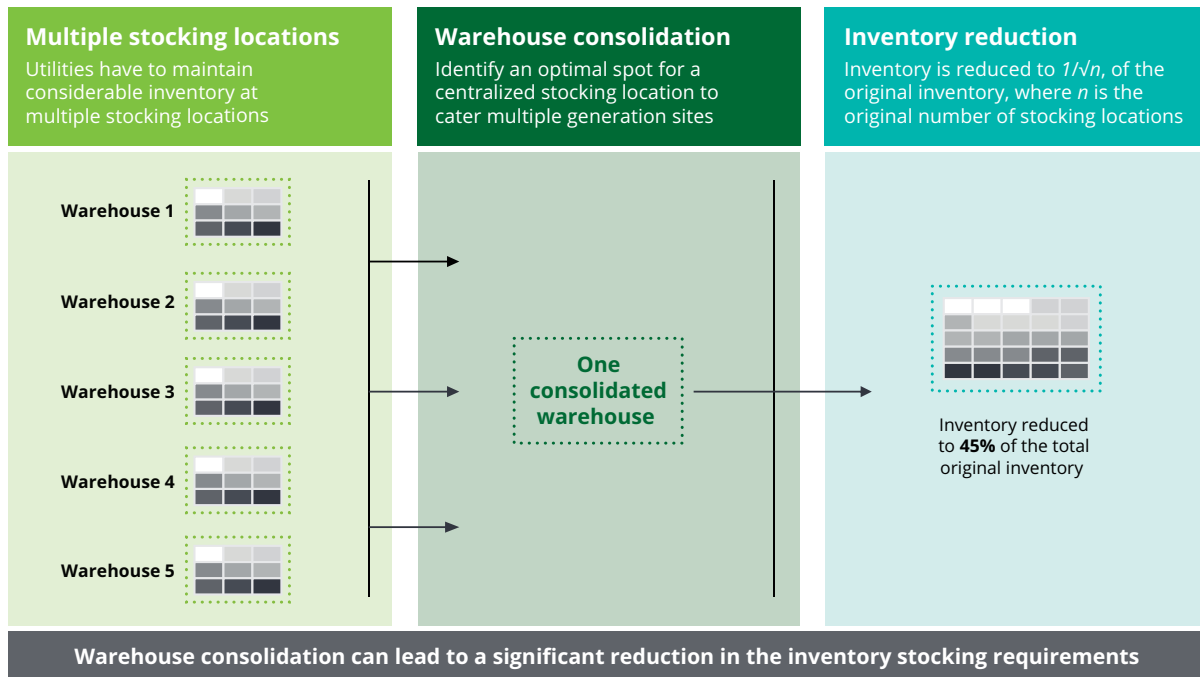 Multiple stocking locations
Utilities have to maintain
considerable inventory at
multiple stocking locations
Warehouse consolidation
Identify an optimal spot for a
centralized stocking location to
cater multiple generation sites
Inventory reduction
Inventory is reduced to 1/√n, of the
original inventory, where n is the
original number of stocking locations
Warehouse 1
Warehouse 2
Warehouse 3
Warehouse 4
Warehouse 5
One
consolidated
warehouse
Inventory reduced
to 45% of the total
original inventory
Warehouse consolidation can lead to a significant reduction in the inventory stocking requirements